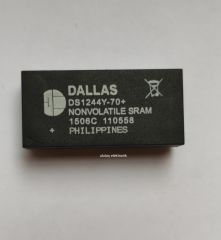 DALLAS
DS1244Y-70+
NONVOLATILE SRAM
1506C 110558
+ PHILIPPINES